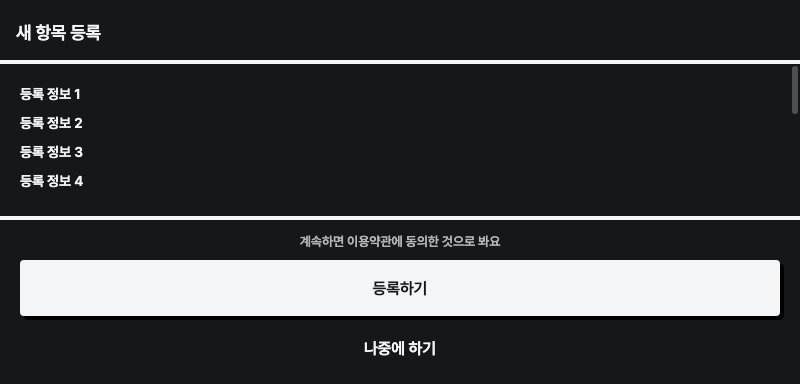 새 항목 등록
등록 정보 1
등록 정보 2
등록 정보 3
등록 정보 4
계속하면 이용약관에 동의한 것으로 봐요
등록하기
나중에 하기